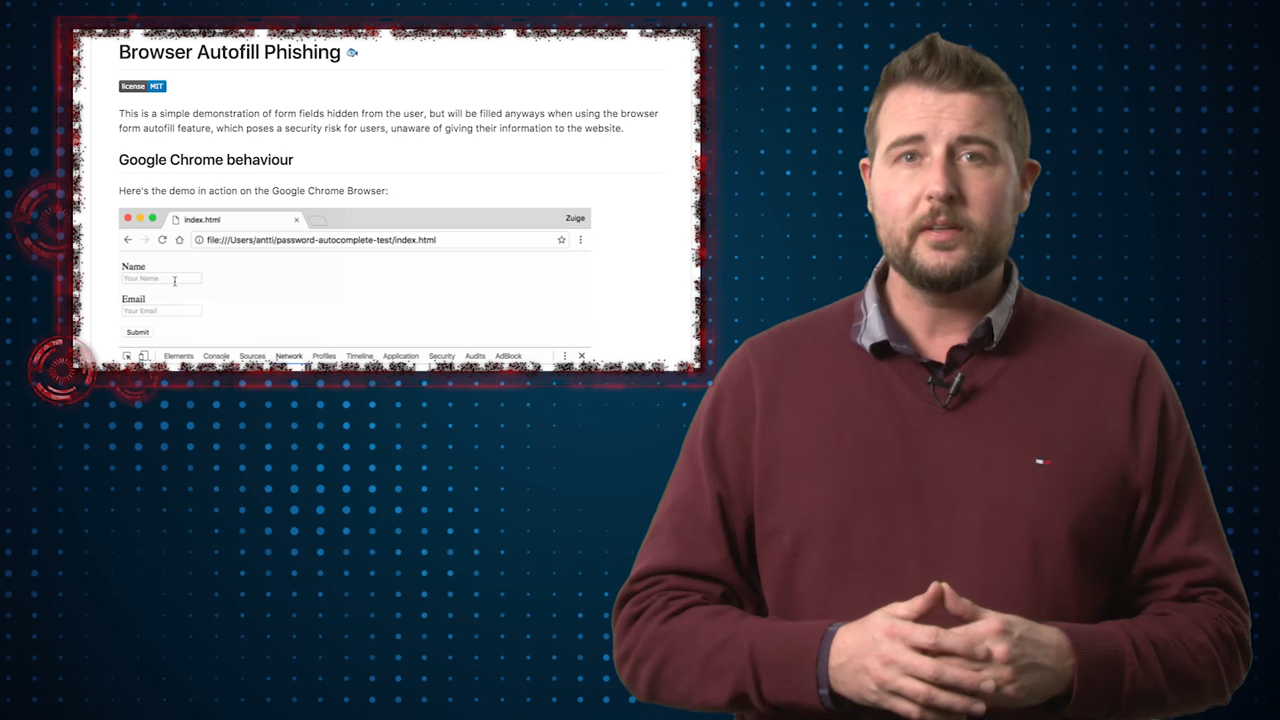 Browser Autofill Phishing
license MIT
This is a simple demonstration of form fields hidden from the user, but will be filled anyways when using the browser
form autofill feature, which poses a security risk for users, unaware of giving their information to the website.
Google Chrome behaviour
Here's the demo in action on the Google Chrome Browser:
index.html
Zuige
file:///Users/antti/password-autocomplete-test/index.html
Name
Your Name
Email
Your Email
Submit
Elements Console Sources Network Profiles Timeline Application Security Audits AdBlock